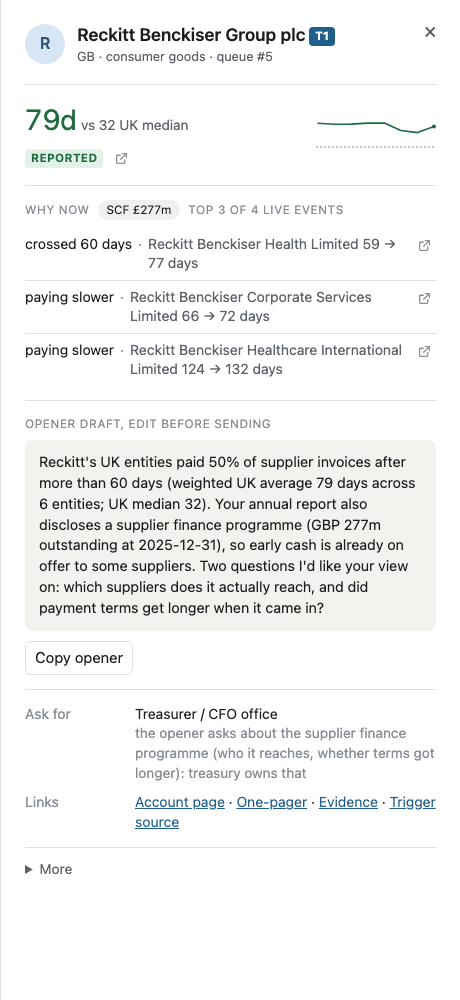 R
Reckitt Benckiser Group plc T1
×
GB · consumer goods · queue #5
79d vs 32 UK median
REPORTED
WHY NOW SCF £277m TOP 3 OF 4 LIVE EVENTS
crossed 60 days · Reckitt Benckiser Health Limited 59 →
77 days
paying slower · Reckitt Benckiser Corporate Services
Limited 66 → 72 days
paying slower · Reckitt Benckiser Healthcare International
Limited 124 → 132 days
OPENER DRAFT, EDIT BEFORE SENDING
Reckitt's UK entities paid 50% of supplier invoices after
more than 60 days (weighted UK average 79 days across
6 entities; UK median 32). Your annual report also
discloses a supplier finance programme (GBP 277m
outstanding at 2025-12-31), so early cash is already on
offer to some suppliers. Two questions I'd like your view
on: which suppliers does it actually reach, and did
payment terms get longer when it came in?
Copy opener
Ask for Treasurer / CFO office
the opener asks about the supplier finance
programme (who it reaches, whether terms got
longer): treasury owns that
Links Account page · One-pager · Evidence · Trigger
source
▶ More